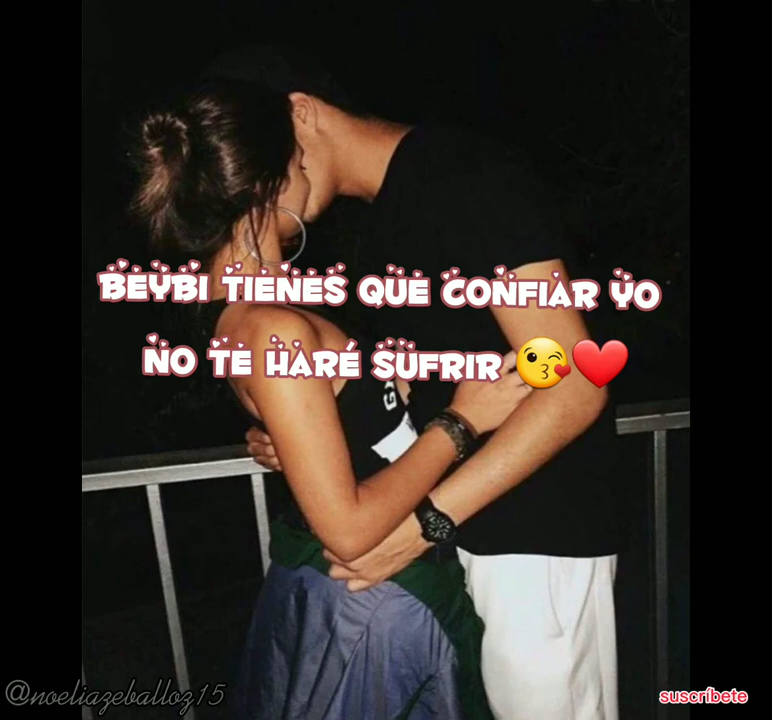 BEYBI TIENES QUE CONFIAR YO
NO TE HARÉ SUFRIR 😘❤️
@noeliazeballoz15
suscríbete